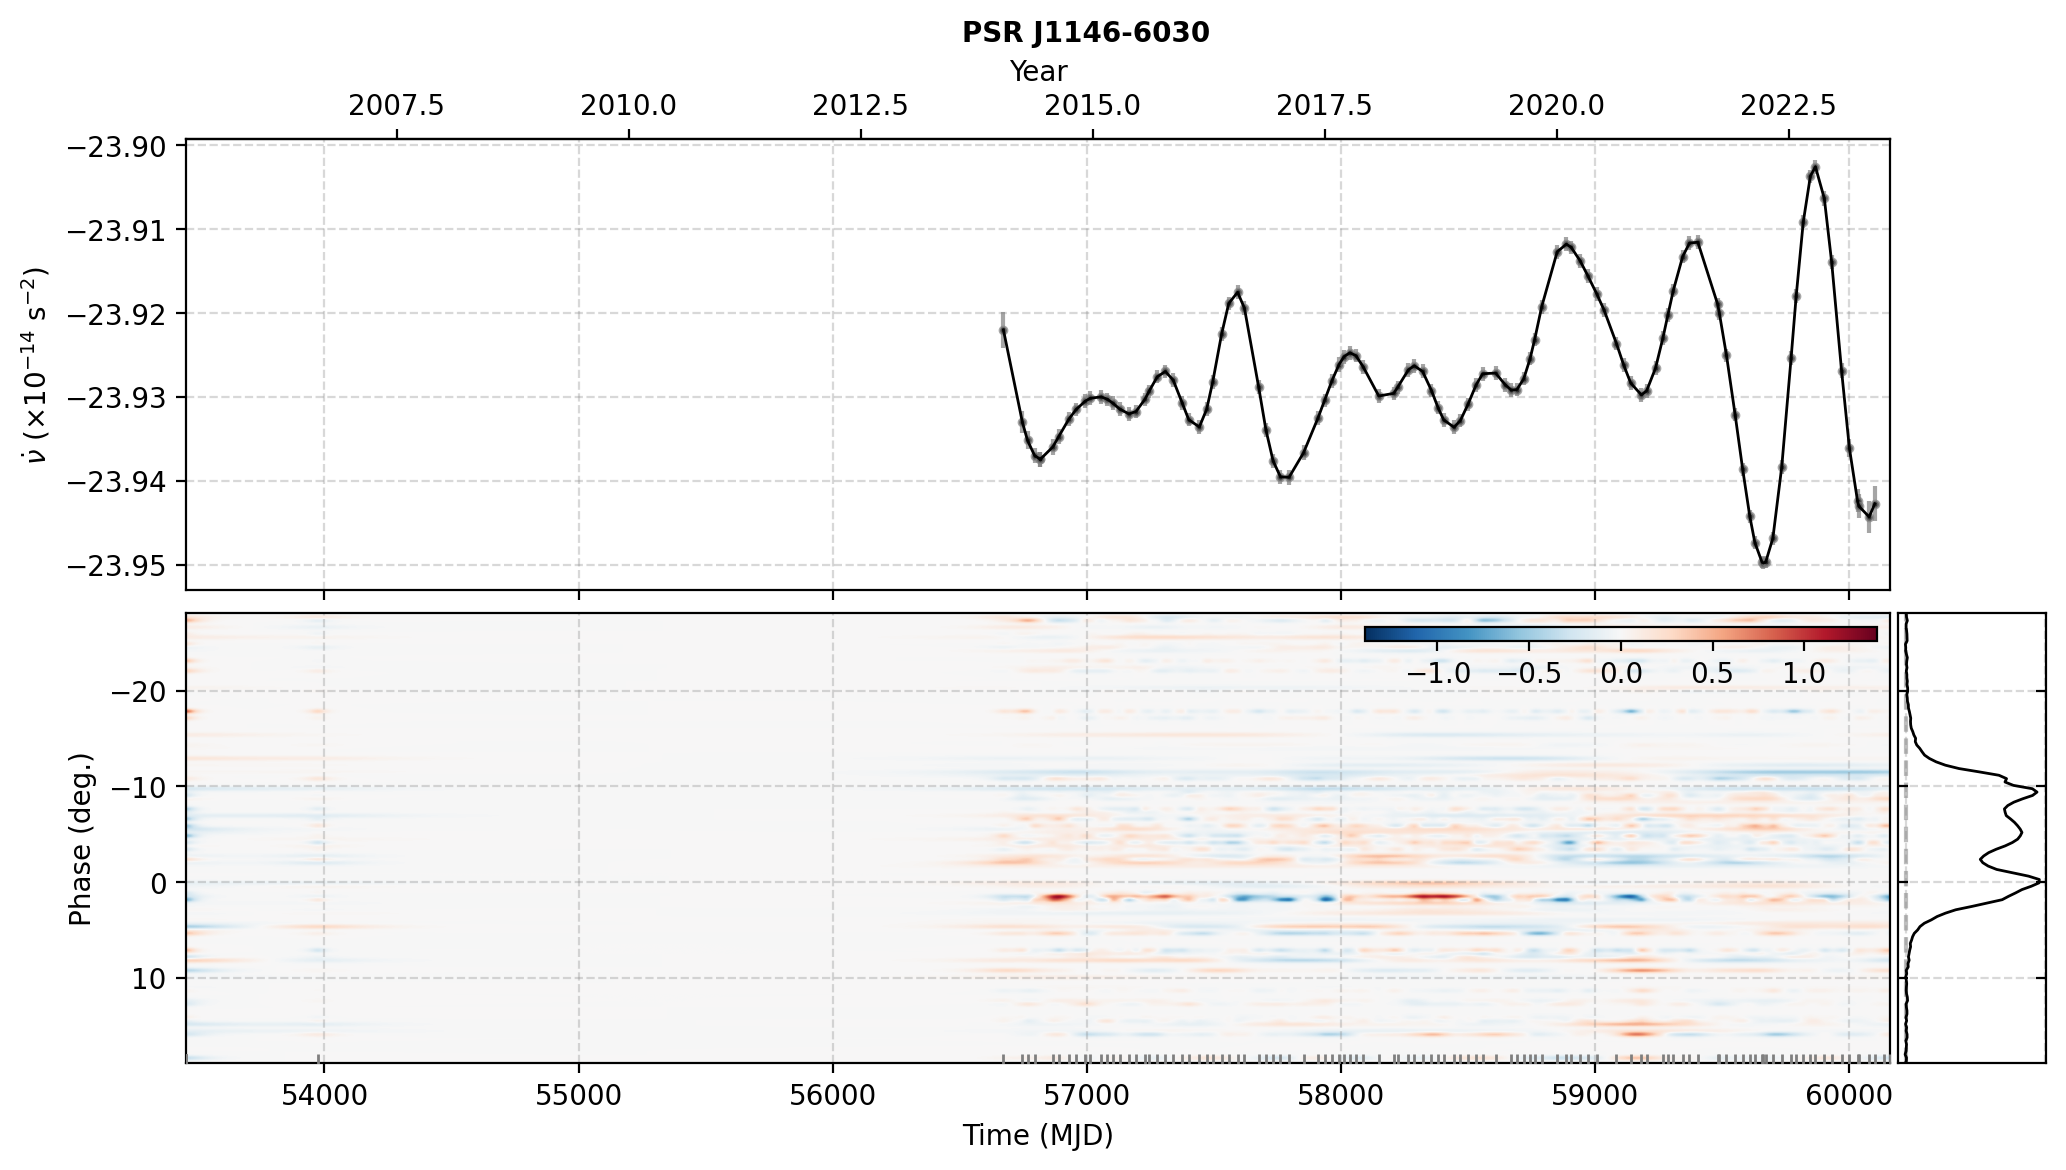 PSR J1146-6030
Year
2007.5 2010.0 2012.5 2015.0 2017.5 2020.0 2022.5
−23.90
−23.91
−23.92
−23.93
−23.94
−23.95
ν̇ (×10⁻¹⁴ s⁻²)
−1.0 −0.5 0.0 0.5 1.0
−20
−10
0
10
Phase (deg.)
54000 55000 56000 57000 58000 59000 60000
Time (MJD)